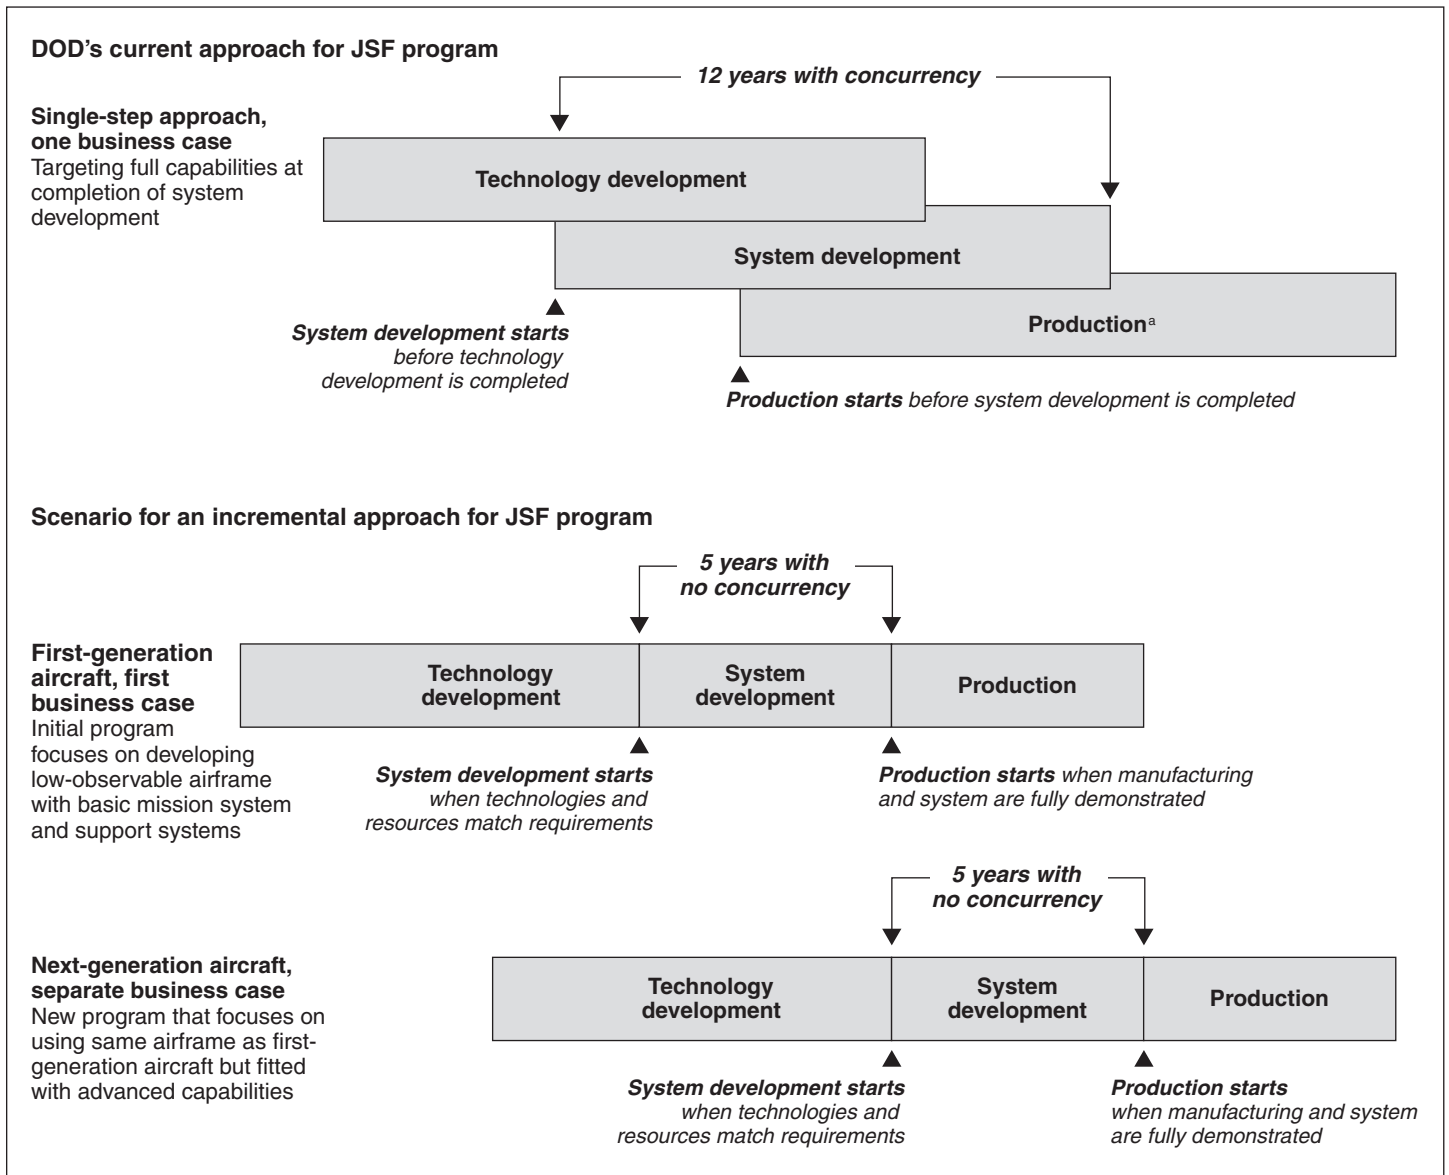 DOD's current approach for JSF program
12 years with concurrency
Single-step approach,
one business case
Targeting full capabilities at
completion of system
development
Technology development
System development
Productionᵃ
System development starts
before technology
development is completed
Production starts before system development is completed
Scenario for an incremental approach for JSF program
5 years with
no concurrency
First-generation
aircraft, first
business case
Initial program
focuses on developing
low-observable airframe
with basic mission system
and support systems
Technology
development
System
development
Production
System development starts
when technologies and
resources match requirements
Production starts when manufacturing
and system are fully demonstrated
5 years with
no concurrency
Next-generation aircraft,
separate business case
New program that focuses on
using same airframe as first-
generation aircraft but fitted
with advanced capabilities
Technology
development
System
development
Production
System development starts
when technologies and
resources match requirements
Production starts
when manufacturing and system
are fully demonstrated